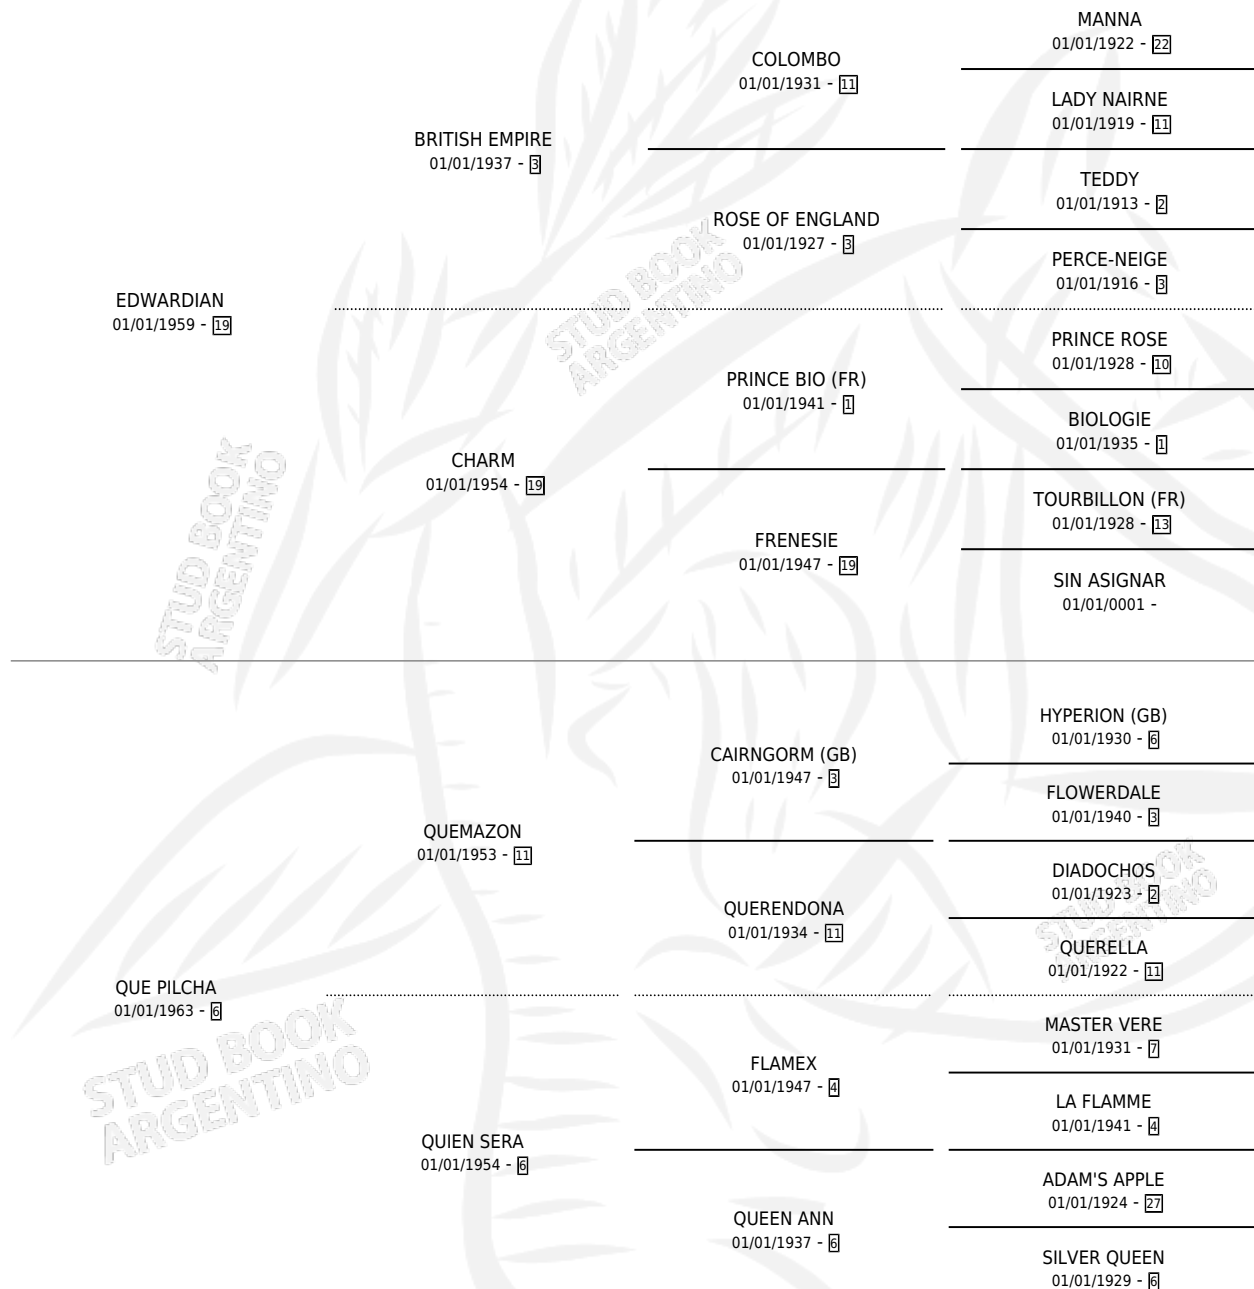 MANNA
01/01/1922 - 22
COLOMBO
01/01/1931 - 11
LADY NAIRNE
01/01/1919 - 11
BRITISH EMPIRE
01/01/1937 - 3
TEDDY
01/01/1913 - 2
ROSE OF ENGLAND
01/01/1927 - 3
PERCE-NEIGE
01/01/1916 - 3
EDWARDIAN
01/01/1959 - 19
PRINCE ROSE
01/01/1928 - 10
PRINCE BIO (FR)
01/01/1941 - 1
BIOLOGIE
01/01/1935 - 1
CHARM
01/01/1954 - 19
TOURBILLON (FR)
01/01/1928 - 13
FRENESIE
01/01/1947 - 19
SIN ASIGNAR
01/01/0001 -
HYPERION (GB)
01/01/1930 - 6
CAIRNGORM (GB)
01/01/1947 - 3
FLOWERDALE
01/01/1940 - 3
QUEMAZON
01/01/1953 - 11
DIADOCHOS
01/01/1923 - 2
QUERENDONA
01/01/1934 - 11
QUERELLA
01/01/1922 - 11
QUE PILCHA
01/01/1963 - 6
MASTER VERE
01/01/1931 - 7
FLAMEX
01/01/1947 - 4
LA FLAMME
01/01/1941 - 4
QUIEN SERA
01/01/1954 - 6
ADAM'S APPLE
01/01/1924 - 27
QUEEN ANN
01/01/1937 - 6
SILVER QUEEN
01/01/1929 - 6
STUD BOOK
ARGENTINO
STUD BOOK
ARGENTINO
STUD BOOK
ARGENTINO
STUD BOOK
ARGENTINO